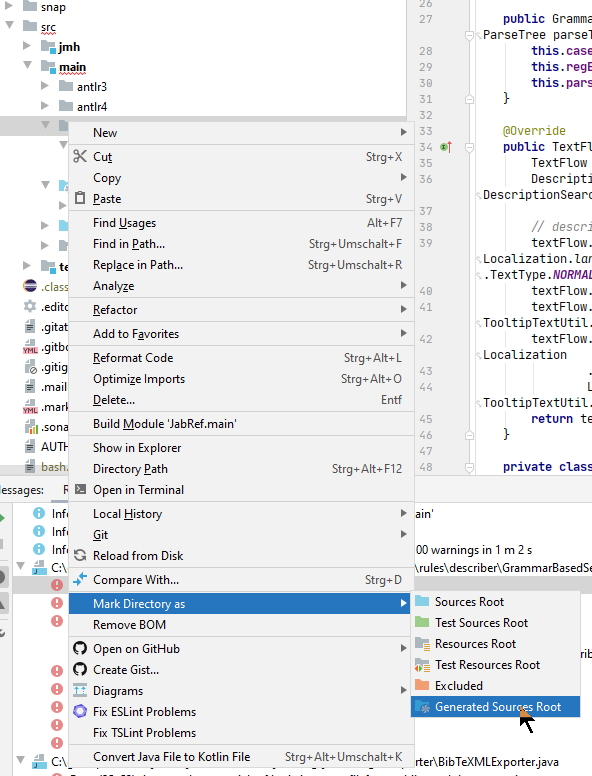 snap
src
jmh
main
antlr3
antlr4
New
Cut Strg+X
Copy
Paste Strg+V
Find Usages Alt+F7
Find in Path... Strg+Umschalt+F
Replace in Path... Strg+Umschalt+R
Analyze
Refactor
Add to Favorites
Reformat Code Strg+Alt+L
Optimize Imports Strg+Alt+O
Delete... Entf
Build Module 'JabRef.main'
Show in Explorer
Directory Path Strg+Alt+F12
Open in Terminal
Local History
Git
Reload from Disk
Compare With... Strg+D
Mark Directory as
Remove BOM
Open on GitHub
Create Gist...
Diagrams
Fix ESLint Problems
Fix TSLint Problems
Convert Java File to Kotlin File Strg+Alt+Umschalt+K
Sources Root
Test Sources Root
Resources Root
Test Resources Root
Excluded
Generated Sources Root
te
.class
.edito
.gitat
.gitbo
.gitig
.mail
.mark
.sona
AUTH
bash.
essages:
Info
Info
Info
C:\
C:\
ain'
00 warnings in 1 m 2 s
\rules\describer\GrammarBasedSe
rib
porter\BibTeXMLExporter.java
26
27 public Gramma
ParseTree parseT
28 this.case
29 this.regE
30 this.pars
31 }
32
33 @Override
34 public TextFl
35 TextFlow
36 Descripti
DescriptionSearc
37
38 // descri
39 textFlow.
Localization.lan
.TextType.NORMAL
40 textFlow.
41 textFlow.
TooltipTextUtil.
42 textFlow.
Localization
43 .
44 L
TooltipTextUtil.
45 return te
46 }
47
48 private class